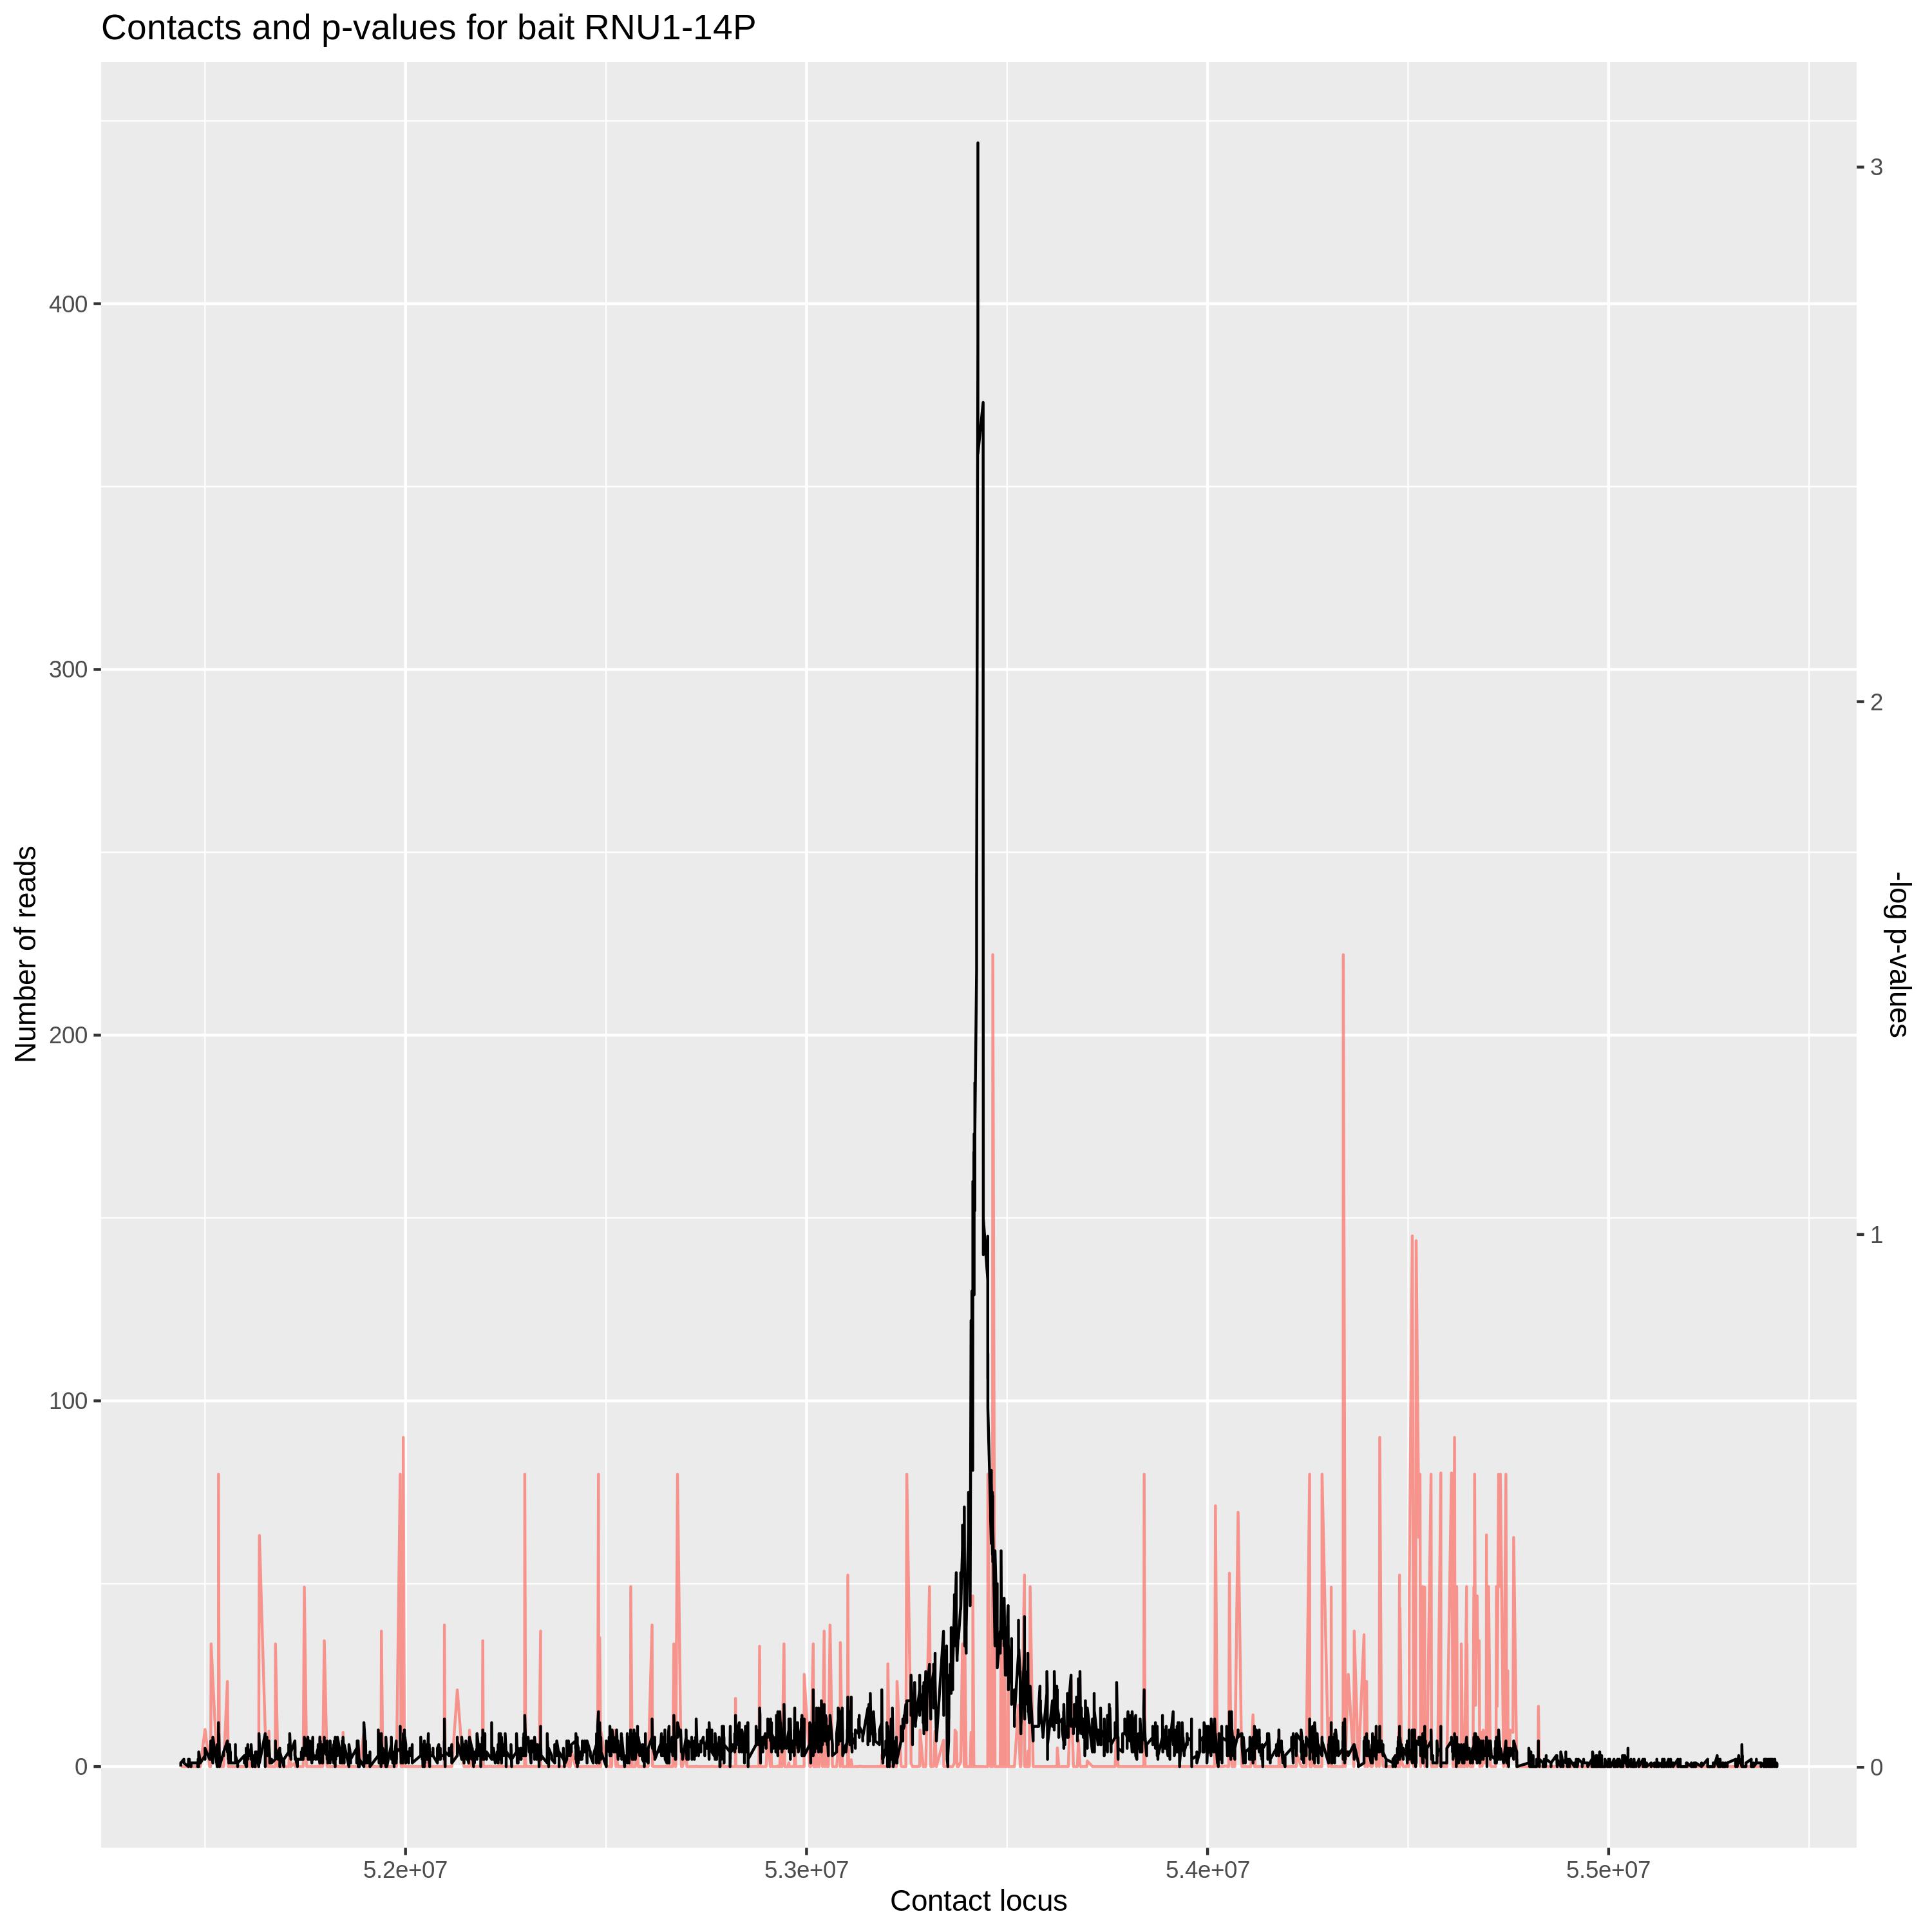 Contacts and p-values for bait RNU1-14P
400
300
200
100
0
Number of reads
3
2
1
0
-log p-values
5.2e+07
5.3e+07
5.4e+07
5.5e+07
Contact locus